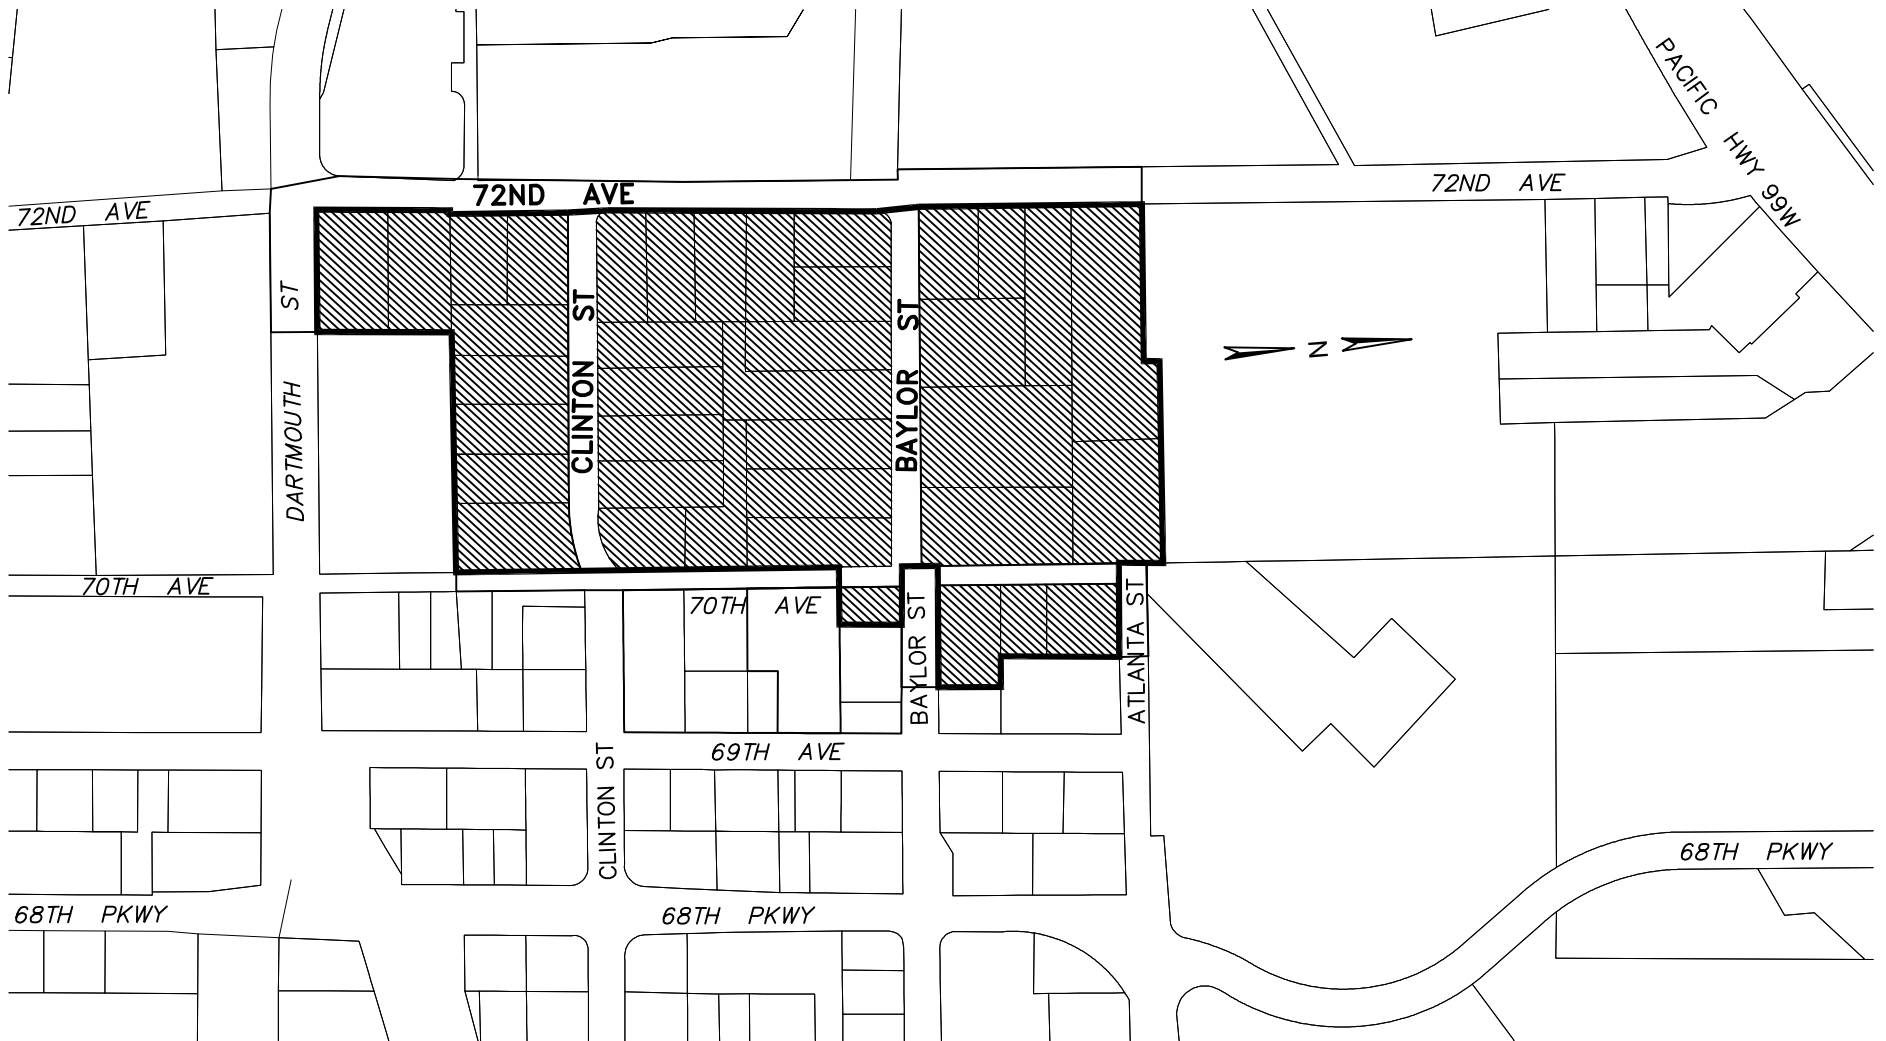 PACIFIC HWY 99W
72ND AVE
72ND AVE
72ND AVE
DARTMOUTH ST
CLINTON ST
BAYLOR ST
N
70TH AVE
70TH AVE
BAYLOR ST
ATLANTA ST
69TH AVE
CLINTON ST
68TH PKWY
68TH PKWY
68TH PKWY